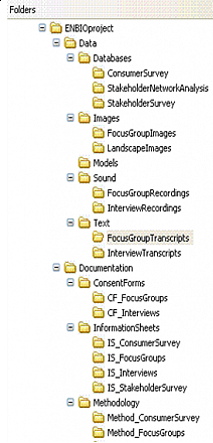 Folders
ENBIOproject
Data
Databases
ConsumerSurvey
StakeholderNetworkAnalysis
StakeholderSurvey
Images
FocusGroupImages
LandscapeImages
Models
Sound
FocusGroupRecordings
InterviewRecordings
Text
FocusGroupTranscripts
InterviewTranscripts
Documentation
ConsentForms
CF_FocusGroups
CF_Interviews
InformationSheets
IS_ConsumerSurvey
IS_FocusGroups
IS_Interviews
IS_StakeholderSurvey
Methodology
Method_ConsumerSurvey
Method_FocusGroups